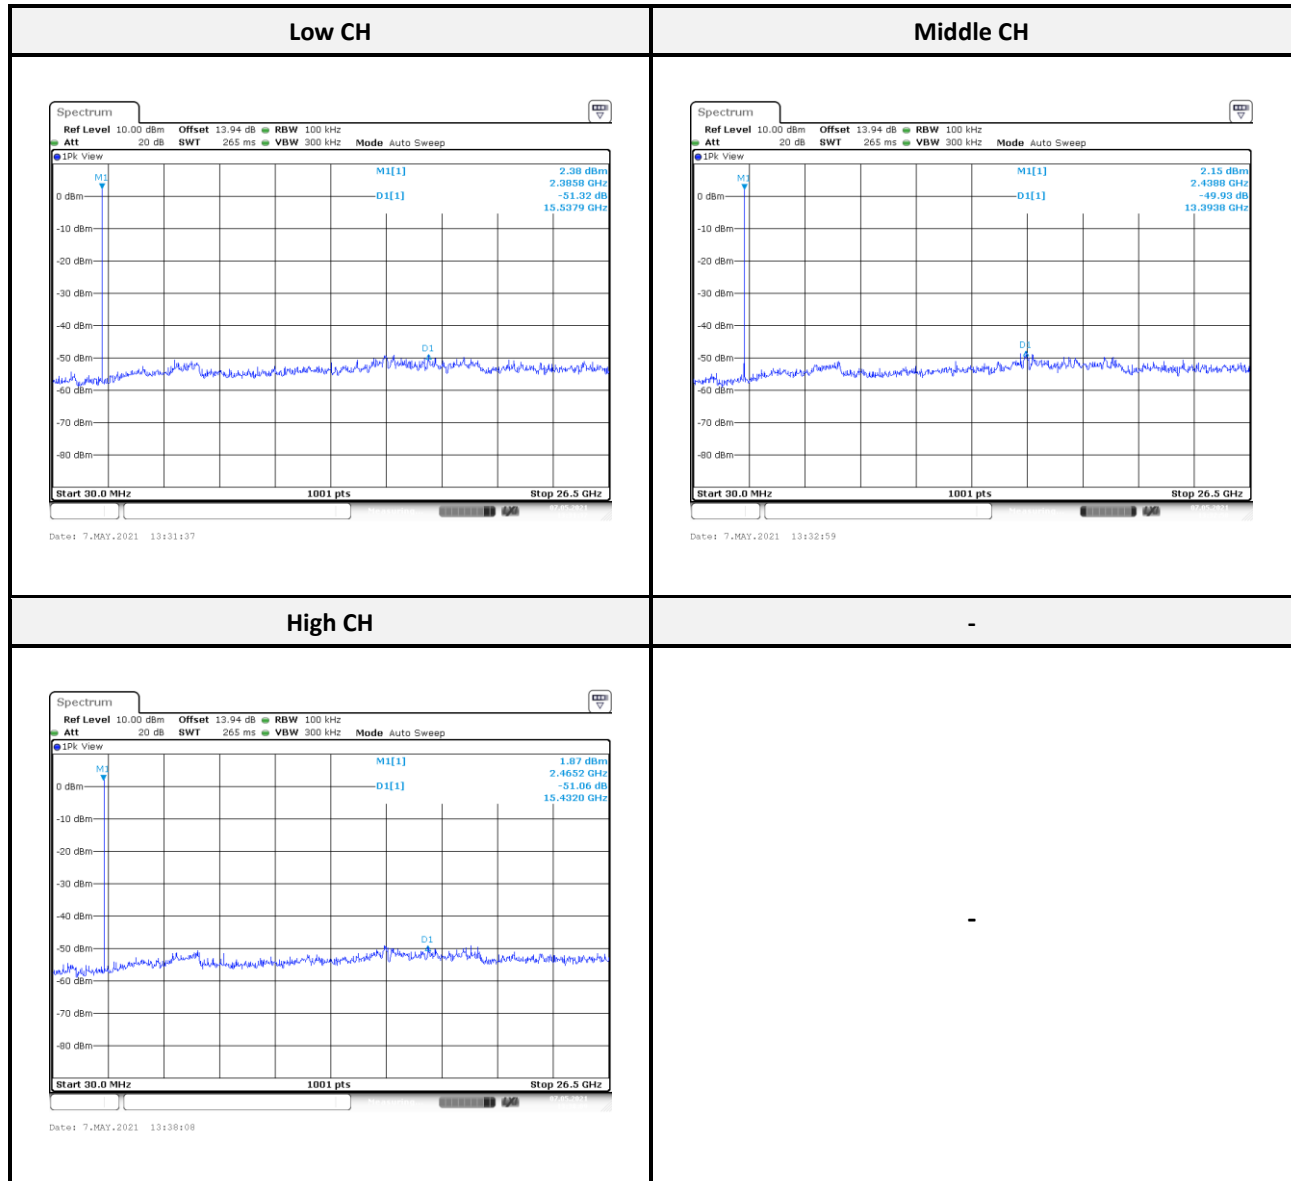 Low CH
Middle CH
Spectrum
Ref Level 10.00 dBm Offset 13.94 dB RBW 100 kHz
Att 20 dB SWT 265 ms VBW 300 kHz Mode Auto Sweep
1Pk View
M1[1] 2.38 dBm
2.3858 GHz
D1[1] -51.32 dB
15.5379 GHz
M1
0 dBm
-10 dBm
-20 dBm
-30 dBm
-40 dBm
D1
-50 dBm
-60 dBm
-70 dBm
-80 dBm
Start 30.0 MHz 1001 pts Stop 26.5 GHz
07.05.2021
Date: 7.MAY.2021 13:31:37
Spectrum
Ref Level 10.00 dBm Offset 13.94 dB RBW 100 kHz
Att 20 dB SWT 265 ms VBW 300 kHz Mode Auto Sweep
1Pk View
M1[1] 2.15 dBm
2.4388 GHz
D1[1] -49.93 dB
13.3938 GHz
M1
0 dBm
-10 dBm
-20 dBm
-30 dBm
-40 dBm
D1
-50 dBm
-60 dBm
-70 dBm
-80 dBm
Start 30.0 MHz 1001 pts Stop 26.5 GHz
07.05.2021
Date: 7.MAY.2021 13:32:59
High CH
-
Spectrum
Ref Level 10.00 dBm Offset 13.94 dB RBW 100 kHz
Att 20 dB SWT 265 ms VBW 300 kHz Mode Auto Sweep
1Pk View
M1[1] 1.87 dBm
2.4652 GHz
D1[1] -51.06 dB
15.4320 GHz
M1
0 dBm
-10 dBm
-20 dBm
-30 dBm
-40 dBm
D1
-50 dBm
-60 dBm
-70 dBm
-80 dBm
Start 30.0 MHz 1001 pts Stop 26.5 GHz
07.05.2021
Date: 7.MAY.2021 13:38:08
-